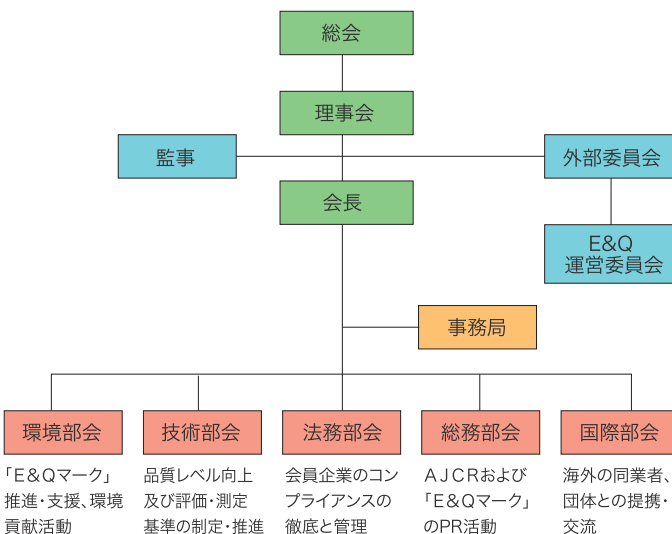 総会
理事会
監事
外部委員会
会長
E&Q
運営委員会
事務局
環境部会
技術部会
法務部会
総務部会
国際部会
「E&Qマーク」
推進・支援、環境
貢献活動
品質レベル向上
及び評価・測定
基準の制定・推進
会員企業のコン
プライアンスの
徹底と管理
AJCRおよび
「E&Qマーク」
のPR活動
海外の同業者、
団体との提携・
交流